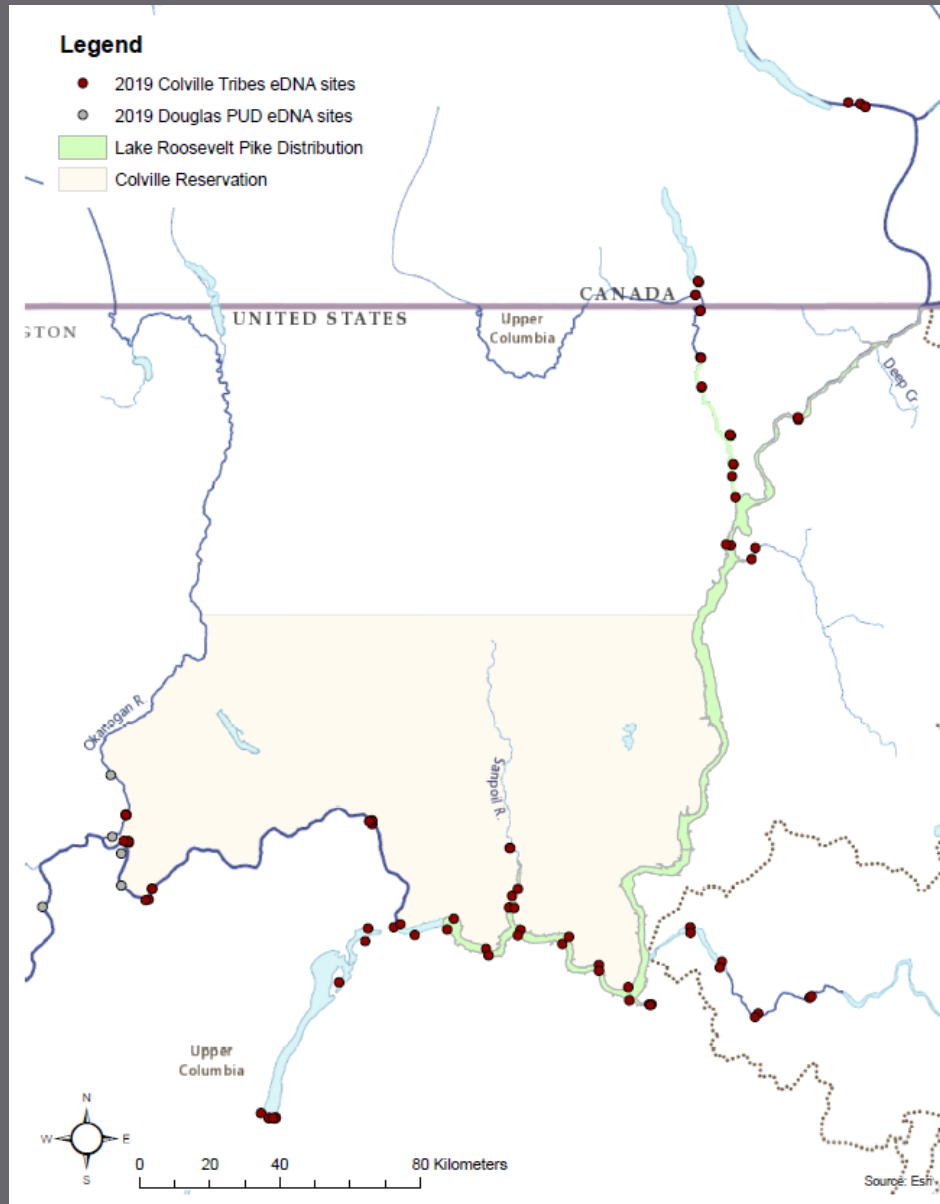 Legend
2019 Colville Tribes eDNA sites
2019 Douglas PUD eDNA sites
Lake Roosevelt Pike Distribution
Colville Reservation
CANADA
UNITED STATES
GTON
Upper
Columbia
Deep Cr.
Okanogan R.
Sanpoil R.
Upper
Columbia
N
W
E
S
0
20
40
80 Kilometers
Source: Esri,